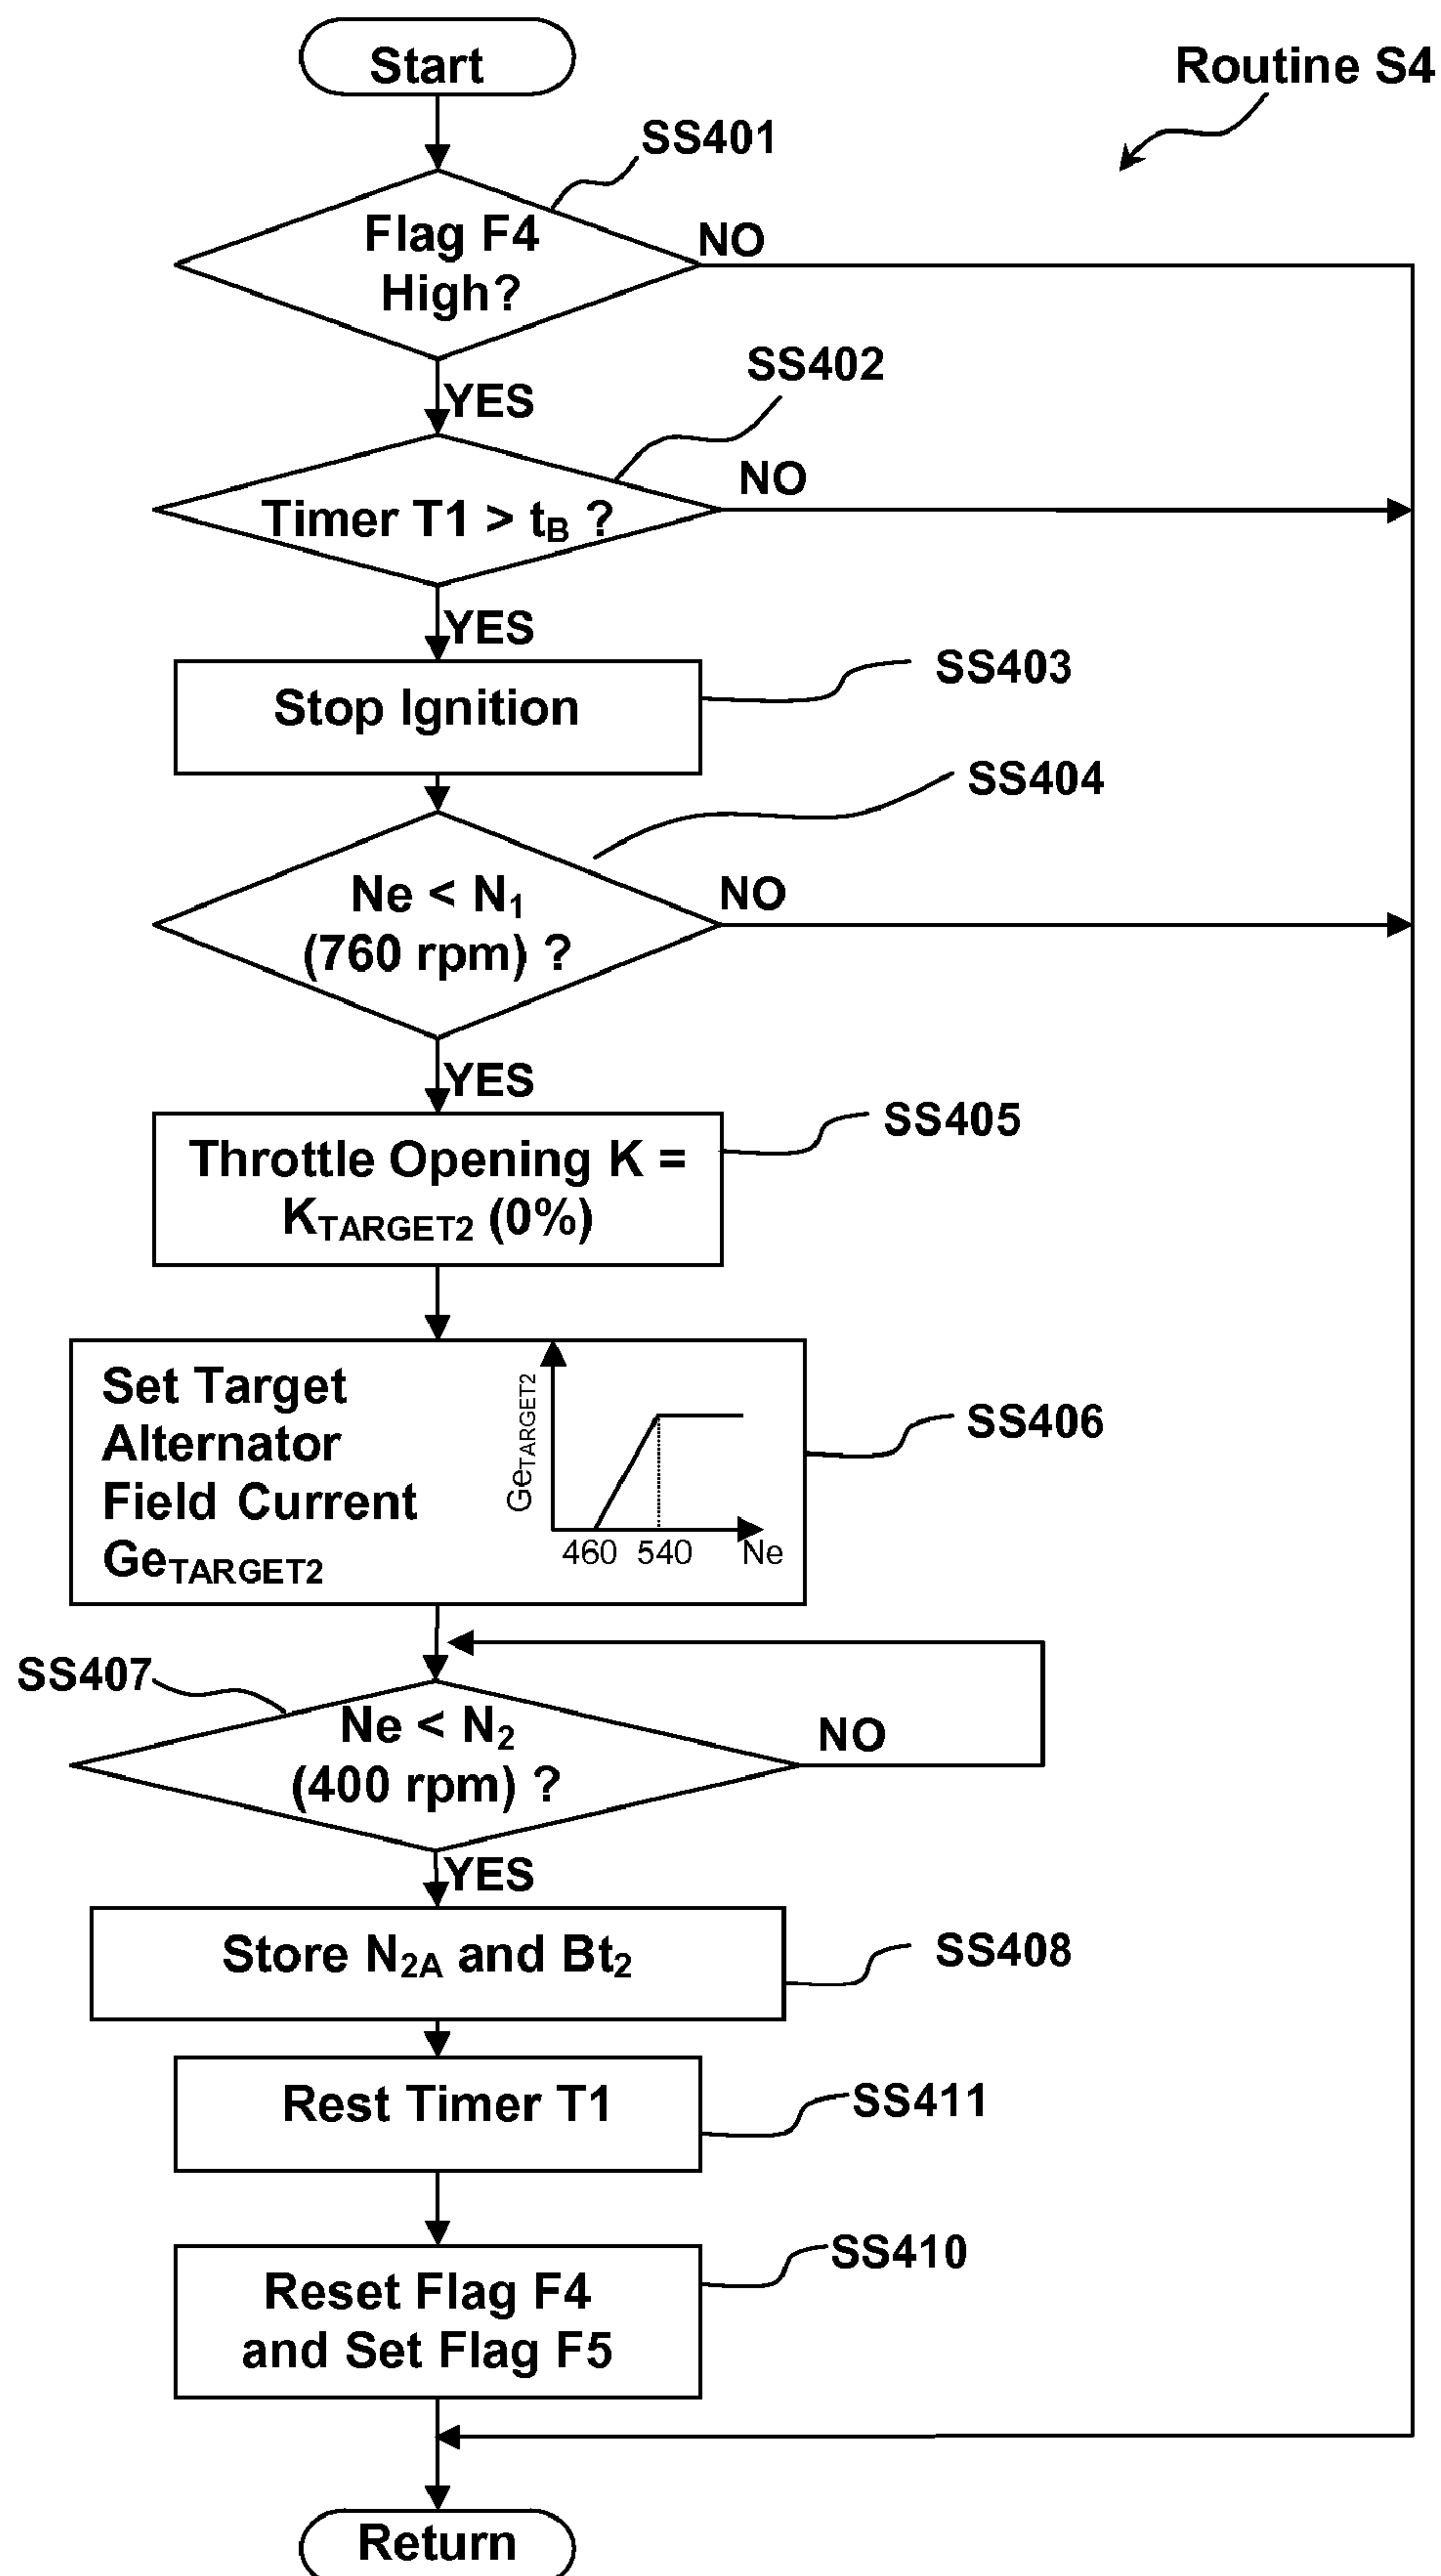 Start
Routine S4
SS401
Flag F4
High?
NO
YES
SS402
Timer T1 > tB ?
NO
YES
Stop Ignition
SS403
SS404
Ne < N1
(760 rpm) ?
NO
YES
Throttle Opening K =
KTARGET2 (0%)
SS405
Set Target
Alternator
Field Current
GeTARGET2
GeTARGET2
460 540 Ne
SS406
SS407
Ne < N2
(400 rpm) ?
NO
YES
Store N2A and Bt2
SS408
Rest Timer T1
SS411
Reset Flag F4
and Set Flag F5
SS410
Return